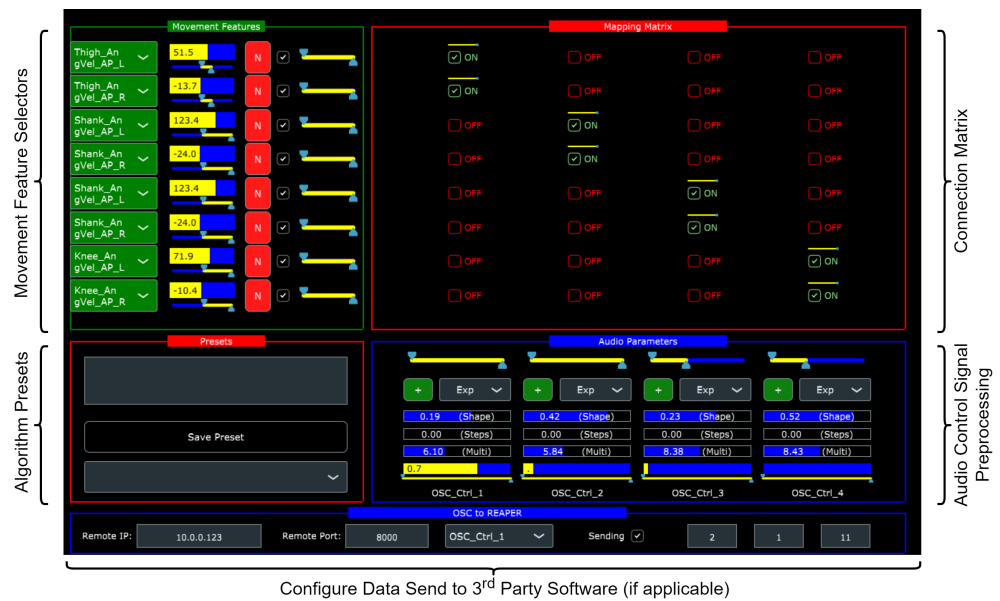 Movement Features
Mapping Matrix
Thigh_An
gVel_AP_L
51.5
N
ON
OFF
OFF
OFF
Thigh_An
gVel_AP_R
-13.7
N
ON
OFF
OFF
OFF
Shank_An
gVel_AP_L
123.4
N
OFF
ON
OFF
OFF
Shank_An
gVel_AP_R
-24.0
N
OFF
ON
OFF
OFF
Shank_An
gVel_AP_L
123.4
N
OFF
OFF
ON
OFF
Shank_An
gVel_AP_R
-24.0
N
OFF
OFF
ON
OFF
Knee_An
gVel_AP_L
71.9
N
OFF
OFF
OFF
ON
Knee_An
gVel_AP_R
-10.4
N
OFF
OFF
OFF
ON
Movement Feature Selectors
Connection Matrix
Presets
Save Preset
Algorithm Presets
Audio Parameters
+ Exp
+ Exp
+ Exp
+ Exp
0.19 (Shape)
0.42 (Shape)
0.23 (Shape)
0.52 (Shape)
0.00 (Steps)
0.00 (Steps)
0.00 (Steps)
0.00 (Steps)
6.10 (Multi)
5.84 (Multi)
8.38 (Multi)
8.43 (Multi)
0.7
OSC_Ctrl_1
OSC_Ctrl_2
OSC_Ctrl_3
OSC_Ctrl_4
Audio Control Signal
Preprocessing
OSC to REAPER
Remote IP: 10.0.0.123 Remote Port: 8000 OSC_Ctrl_1 Sending 2 1 11
Configure Data Send to 3rd Party Software (if applicable)